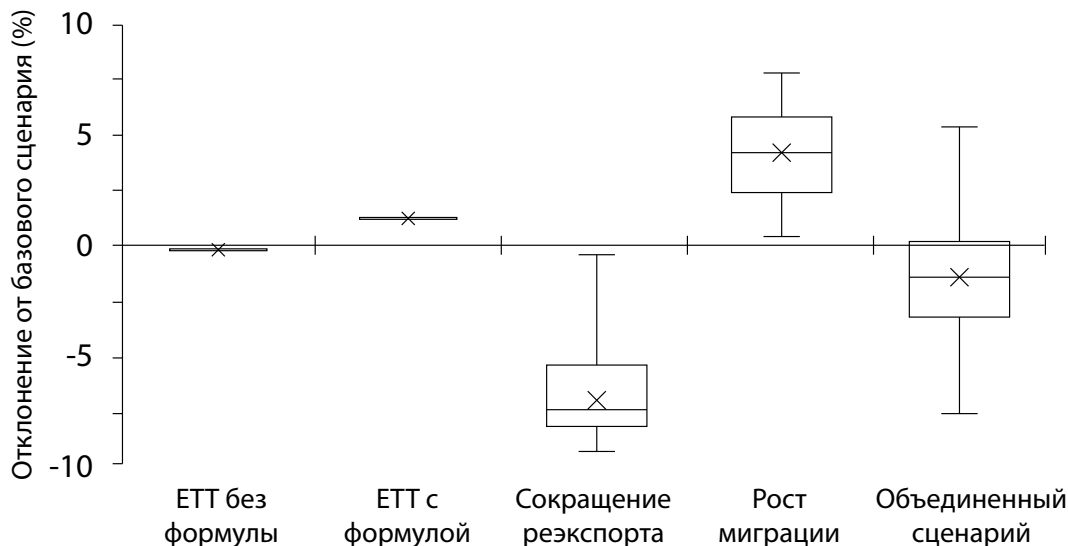 Отклонение от базового сценария (%)
10
5
0
-5
-10
ЕТТ без
формулы
ЕТТ с
формулой
Сокращение
реэкспорта
Рост
миграции
Объединенный
сценарий